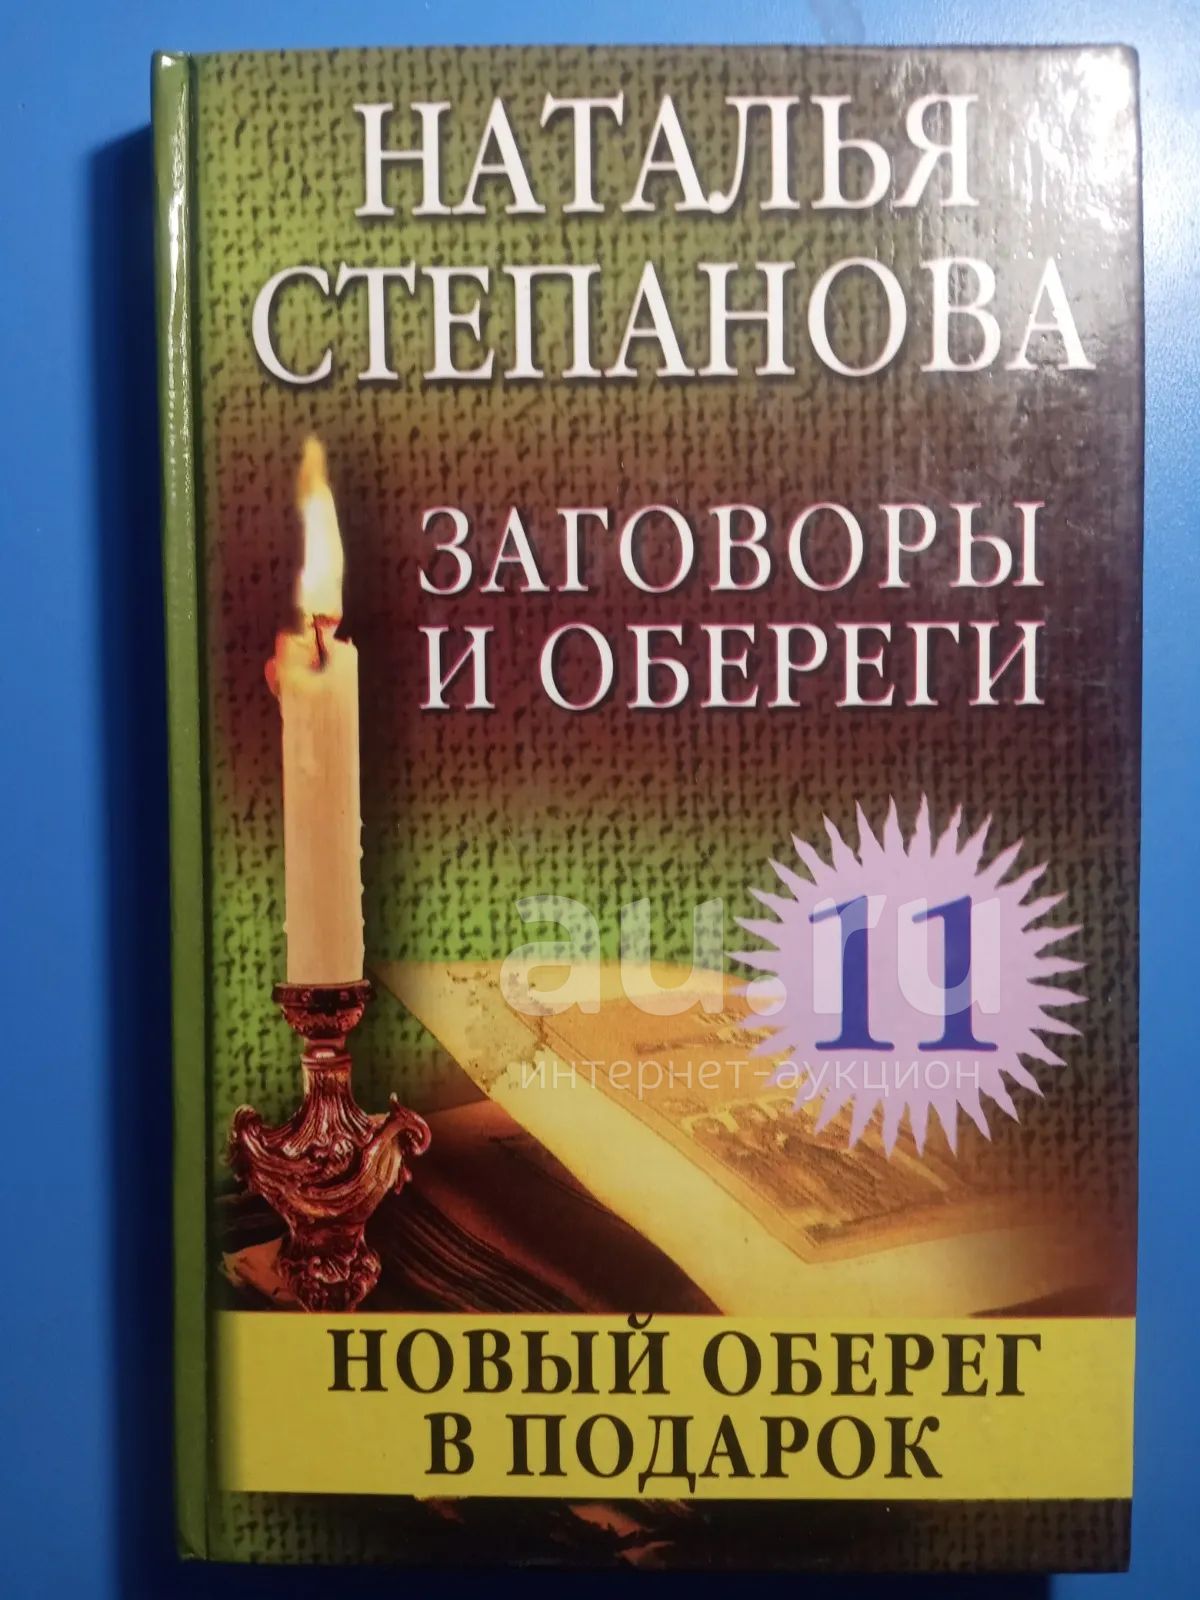 НАТАЛЬЯ
СТЕПАНОВА
ЗАГОВОРЫ
И ОБЕРЕГИ
11
au.ru
интернет-аукцион
НОВЫЙ ОБЕРЕГ
В ПОДАРОК